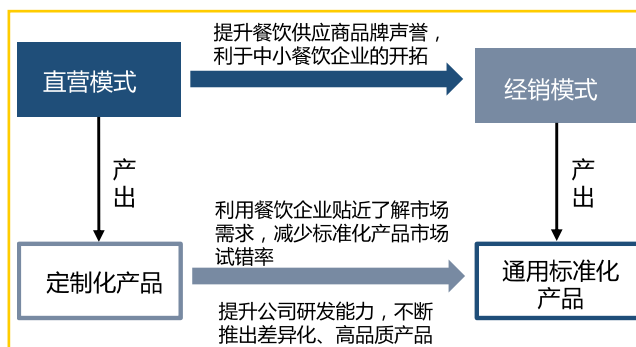 提升餐饮供应商品牌声誉，
利于中小餐饮企业的开拓
直营模式
经销模式
产
出
产
出
利用餐饮企业贴近了解市场
需求，减少标准化产品市场
试错率
定制化产品
通用标准化
产品
提升公司研发能力，不断
推出差异化、高品质产品